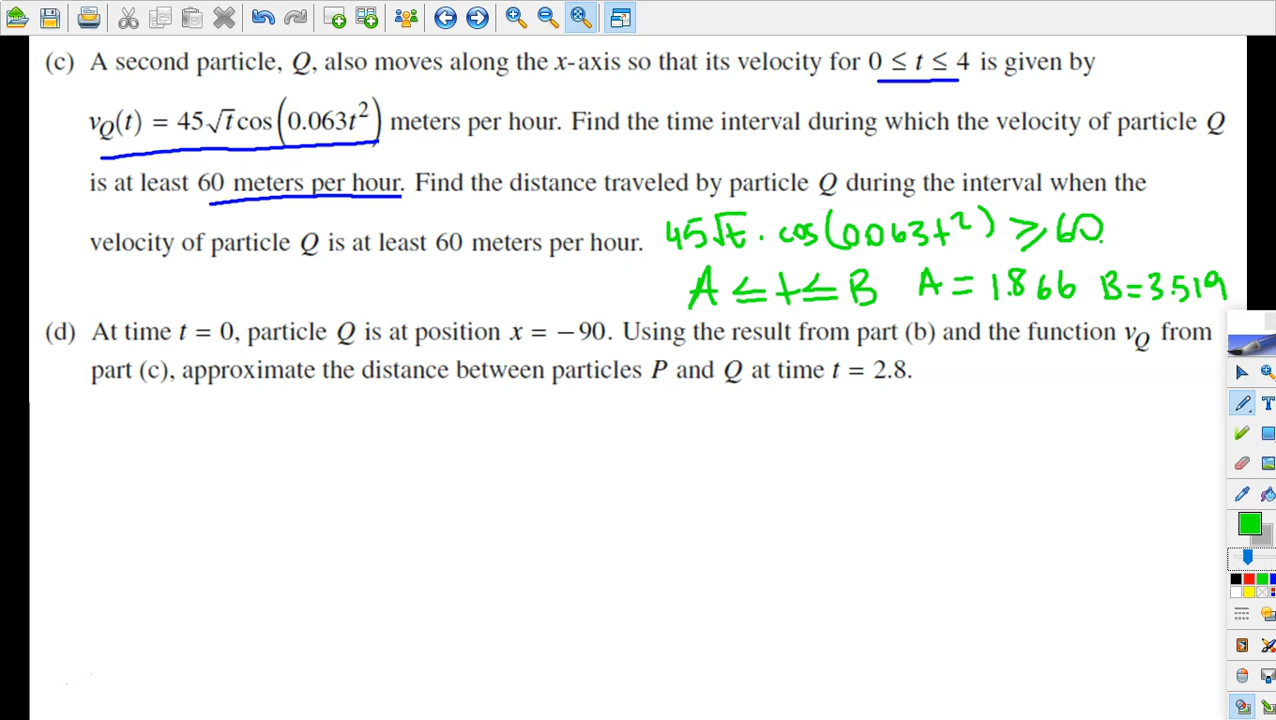 (c) A second particle, Q, also moves along the x-axis so that its velocity for 0 ≤ t ≤ 4 is given by
v_Q(t) = 45√t cos(0.063t²) meters per hour. Find the time interval during which the velocity of particle Q
is at least 60 meters per hour. Find the distance traveled by particle Q during the interval when the
velocity of particle Q is at least 60 meters per hour.
45√t · cos(0.063t²) ≥ 60.
A ≤ t ≤ B A = 1.866 B = 3.519
(d) At time t = 0, particle Q is at position x = −90. Using the result from part (b) and the function v_Q from
part (c), approximate the distance between particles P and Q at time t = 2.8.
T